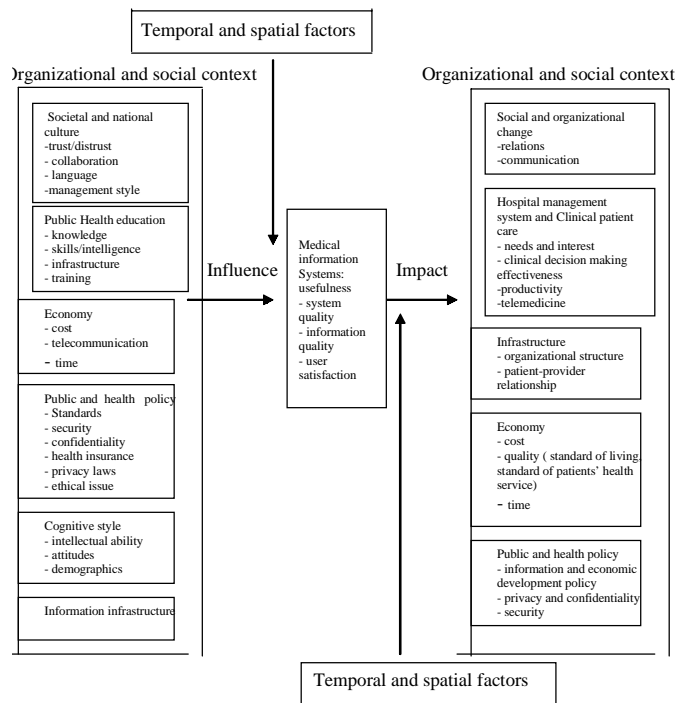 Temporal and spatial factors
Organizational and social context
Societal and national
culture
-trust/distrust
- collaboration
- language
-management style
Public Health education
- knowledge
- skills/intelligence
- infrastructure
- training
Economy
- cost
- telecommunication
- time
Public and health policy
- Standards
- security
- confidentiality
- health insurance
- privacy laws
- ethical issue
Cognitive style
- intellectual ability
- attitudes
- demographics
Information infrastructure
Influence
Medical
information
Systems:
usefulness
- system
quality
- information
quality
- user
satisfaction
Impact
Organizational and social context
Social and organizational
change
-relations
-communication
Hospital management
system and Clinical patient
care
- needs and interest
- clinical decision making
effectiveness
-productivity
-telemedicine
Infrastructure
- organizational structure
- patient-provider
relationship
Economy
- cost
- quality ( standard of living,
standard of patients' health
service)
- time
Public and health policy
- information and economic
development policy
- privacy and confidentiality
- security
Temporal and spatial factors